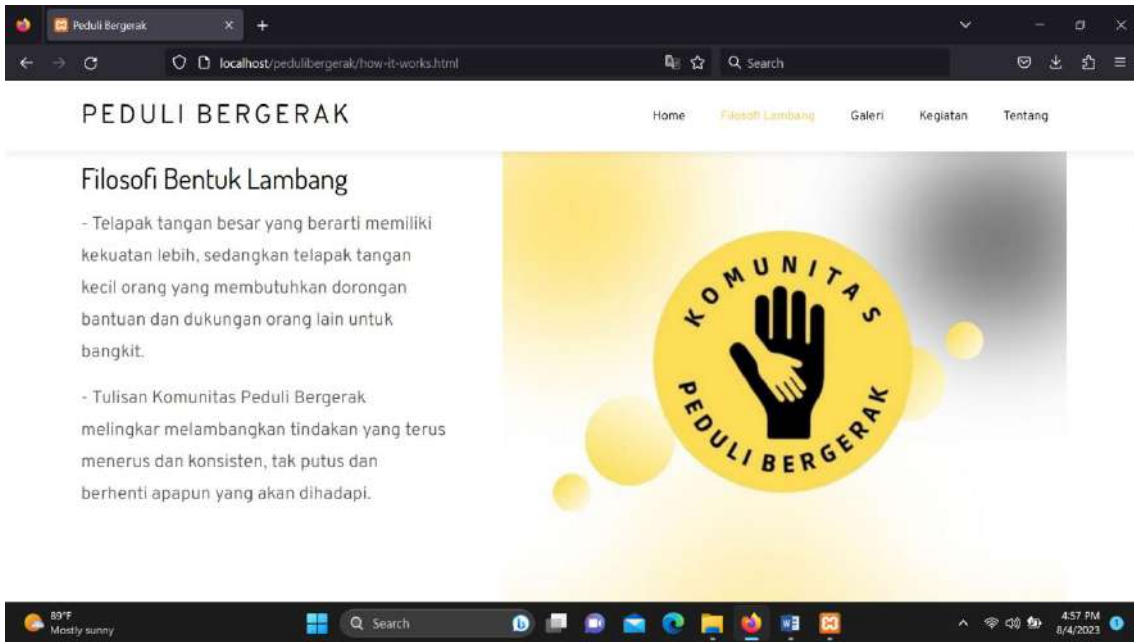 Peduli Bergerak
localhost/pedulibergerak/how-it-works.html
Search
PEDULI BERGERAK
Home
Filosofi Lambang
Galeri
Kegiatan
Tentang
Filosofi Bentuk Lambang
- Telapak tangan besar yang berarti memiliki
kekuatan lebih, sedangkan telapak tangan
kecil orang yang membutuhkan dorongan
bantuan dan dukungan orang lain untuk
bangkit.
- Tulisan Komunitas Peduli Bergerak
melingkar melambangkan tindakan yang terus
menerus dan konsisten, tak putus dan
berhenti apapun yang akan dihadapi.
KOMUNITAS
PEDULI BERGERAK
89°F
Mostly sunny
Search
4:57 PM
8/4/2023
1